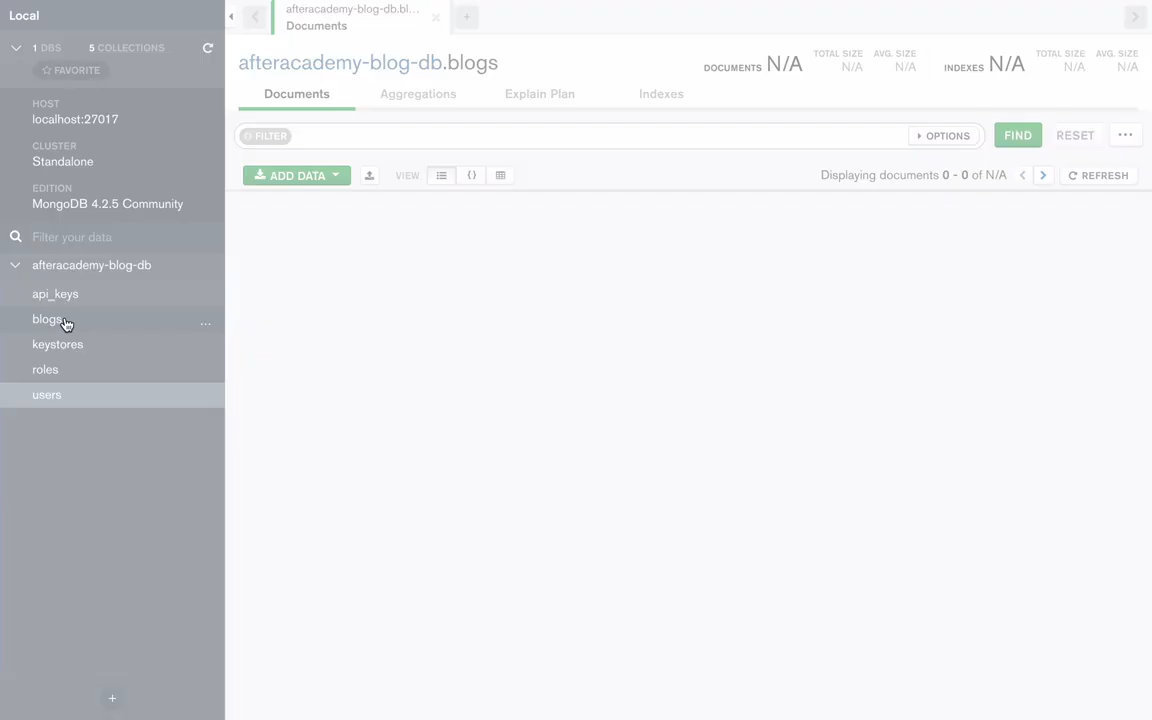 Local
1 DBS 5 COLLECTIONS
FAVORITE
HOST
localhost:27017
CLUSTER
Standalone
EDITION
MongoDB 4.2.5 Community
Filter your data
afteracademy-blog-db
api_keys
blogs ...
keystores
roles
users
+
afteracademy-blog-db.bl...
Documents
+
afteracademy-blog-db.blogs
DOCUMENTS N/A
TOTAL SIZE AVG. SIZE
N/A N/A
INDEXES N/A
TOTAL SIZE AVG. SIZE
N/A N/A
Documents Aggregations Explain Plan Indexes
FILTER OPTIONS FIND RESET ...
ADD DATA VIEW {} Displaying documents 0 - 0 of N/A < > REFRESH